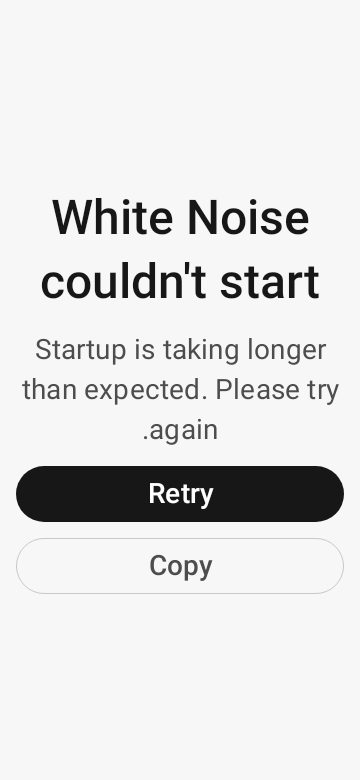 White Noise
couldn't start
Startup is taking longer
than expected. Please try
.again
Retry
Copy